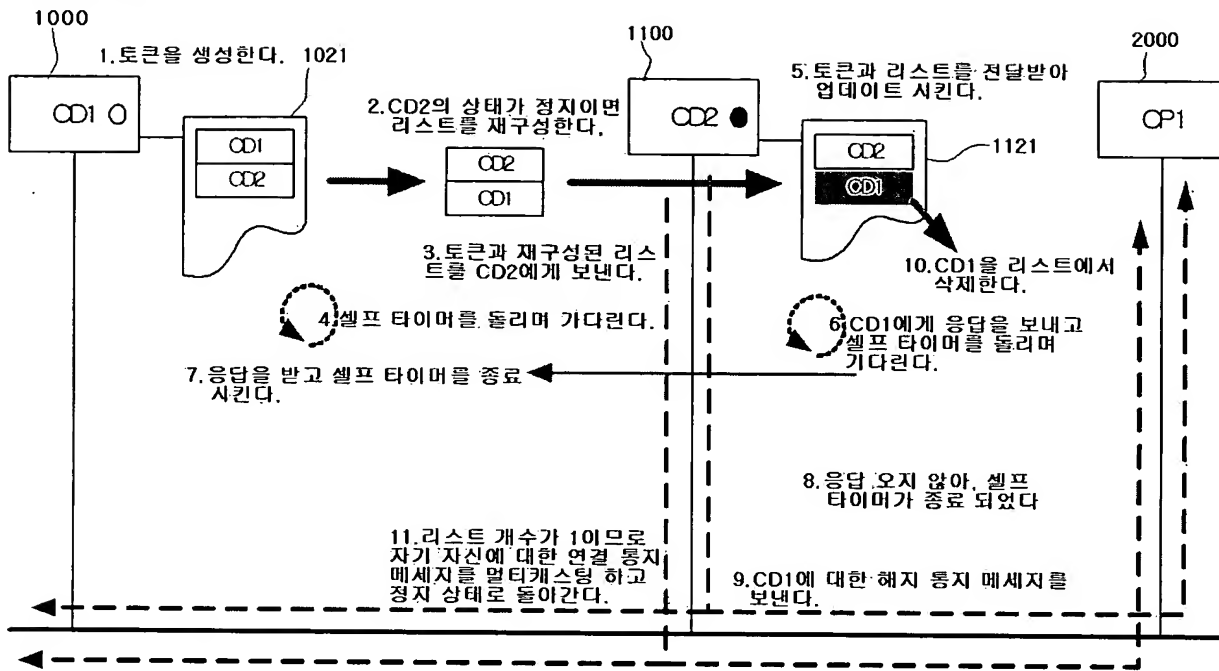 1000
1.토큰을 생성한다.
1021
CD1
CD1
CD2
2.CD2의 상태가 정지이면
리스트를 재구성한다.
CD2
CD1
3.토큰과 재구성된 리스
트를 CD2에게 보낸다.
4.셀프 타이머를 돌리며 기다린다.
1100
CD2
5.토큰과 리스트를 전달받아
업데이트 시킨다.
CD2
CD1
1121
2000
CP1
10.CD1을 리스트에서
삭제한다.
6.CD1에게 응답을 보내고
셀프 타이머를 돌리며
기다린다.
7.응답을 받고 셀프 타이머를 종료
시킨다.
8.응답 오지 않아, 셀프
타이머가 종료 되었다
11.리스트 개수가 1이므로
자기 자신에 대한 연결 통지
메세지를 멀티캐스팅 하고
정지 상태로 돌아간다.
9.CD1에 대한 해지 통지 메세지를
보낸다.